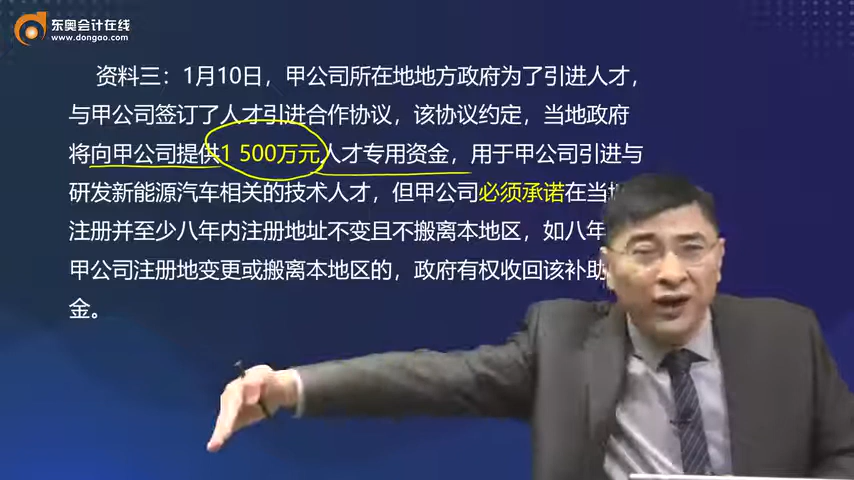 东奥会计在线
www.dongao.com
资料三：1月10日，甲公司所在地地方政府为了引进人才，
与甲公司签订了人才引进合作协议，该协议约定，当地政府
将向甲公司提供1 500万元人才专用资金，用于甲公司引进与
研发新能源汽车相关的技术人才，但甲公司必须承诺在当地
注册并至少八年内注册地址不变且不搬离本地区，如八年
甲公司注册地变更或搬离本地区的，政府有权收回该补助
金。